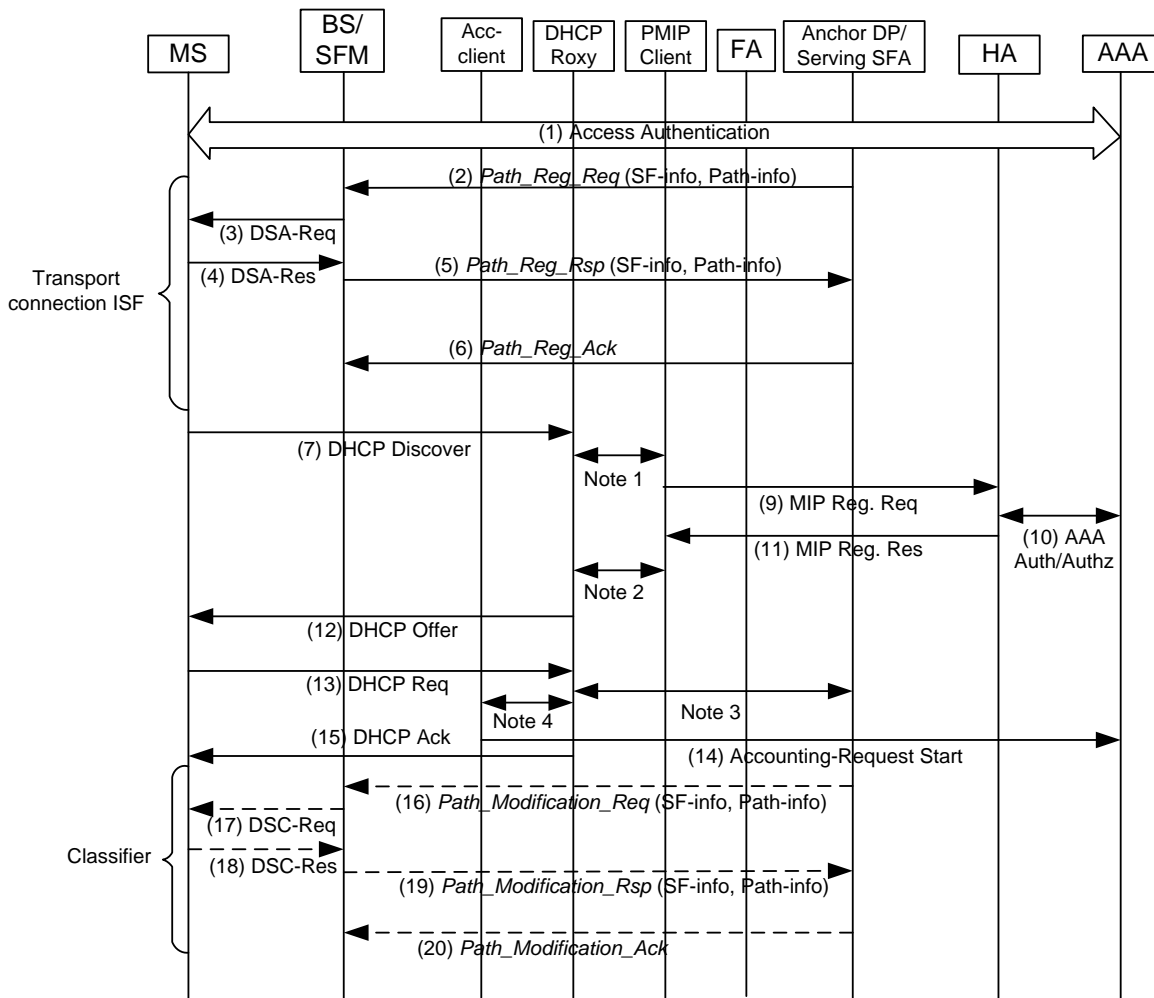 MS
BS/
SFM
Acc-
client
DHCP
Roxy
PMIP
Client
FA
Anchor DP/
Serving SFA
HA
AAA
(1) Access Authentication
(2) Path_Reg_Req (SF-info, Path-info)
(3) DSA-Req
(4) DSA-Res
(5) Path_Reg_Rsp (SF-info, Path-info)
Transport
connection ISF
(6) Path_Reg_Ack
(7) DHCP Discover
Note 1
(9) MIP Reg. Req
(10) AAA
Auth/Authz
(11) MIP Reg. Res
Note 2
(12) DHCP Offer
(13) DHCP Req
Note 4
Note 3
(15) DHCP Ack
(14) Accounting-Request Start
(16) Path_Modification_Req (SF-info, Path-info)
(17) DSC-Req
Classifier
(18) DSC-Res
(19) Path_Modification_Rsp (SF-info, Path-info)
(20) Path_Modification_Ack